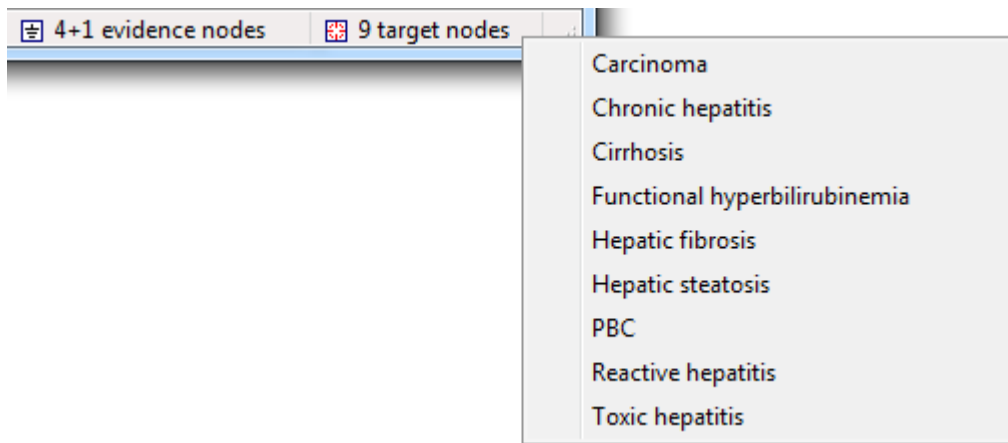 4+1 evidence nodes 9 target nodes
Carcinoma
Chronic hepatitis
Cirrhosis
Functional hyperbilirubinemia
Hepatic fibrosis
Hepatic steatosis
PBC
Reactive hepatitis
Toxic hepatitis